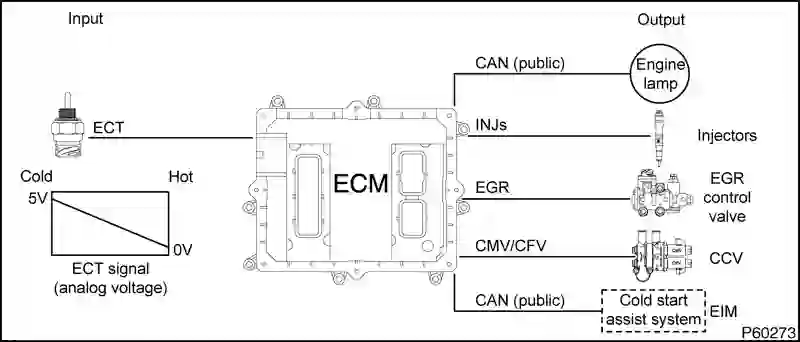 Input
Output
ECT
Cold
Hot
5V
0V
ECT signal
(analog voltage)
ECM
CAN (public)
Engine
lamp
INJs
Injectors
EGR
EGR
control
valve
CMV/CFV
CCV
CAN (public)
Cold start
assist system
EIM
P60273